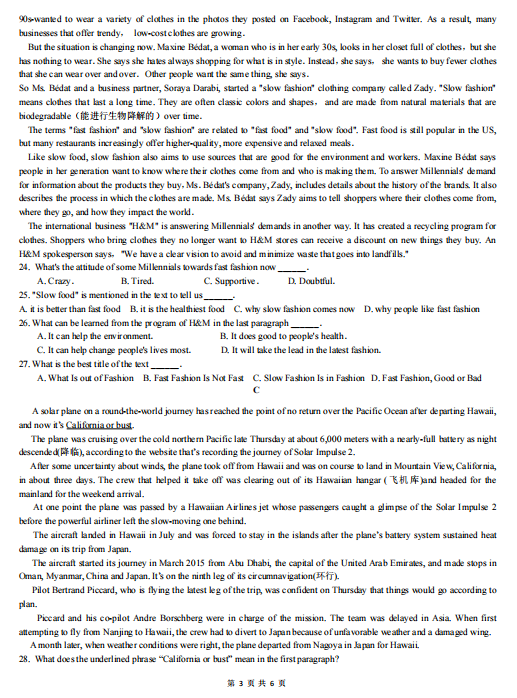 90s-wanted to wear a variety of clothes in the photos they posted on Facebook, Instagram and Twitter. As a result, many
businesses that offer trendy， low-cost clothes are growing.
But the situation is changing now. Maxine Bédat, a woman who is in her early 30s, looks in her closet full of clothes，but she
has nothing to wear. She says she hates always shopping for what is in style. Instead，she says， she wants to buy fewer clothes
that she can wear over and over. Other people want the same thing, she says.
So Ms. Bédat and a business partner, Soraya Darabi, started a "slow fashion" clothing company called Zady. "Slow fashion"
means clothes that last a long time. They are often classic colors and shapes， and are made from natural materials that are
biodegradable（能进行生物降解的）over time.
The terms "fast fashion" and "slow fashion" are related to "fast food" and "slow food". Fast food is still popular in the US,
but many restaurants increasingly offer higher-quality, more expensive and relaxed meals.
Like slow food, slow fashion also aims to use sources that are good for the environment and workers. Maxine Bédat says
people in her generation want to know where their clothes come from and who is making them. To answer Millennials' demand
for information about the products they buy, Ms. Bédat's company, Zady, includes details about the history of the brands. It also
describes the process in which the clothes are made. Ms. Bédat says Zady aims to tell shoppers where their clothes come from,
where they go, and how they impact the world.
The international business "H&M" is answering Millennials' demands in another way. It has created a recycling program for
clothes. Shoppers who bring clothes they no longer want to H&M stores can receive a discount on new things they buy. An
H&M spokesperson says，"We have a clear vision to avoid and minimize waste that goes into landfills."
24. What's the attitude of some Millennials towards fast fashion now ______.
A. Crazy. B. Tired. C. Supportive. D. Doubtful.
25. "Slow food" is mentioned in the text to tell us ______.
A. it is better than fast food B. it is the healthiest food C. why slow fashion comes now D. why people like fast fashion
26. What can be learned from the program of H&M in the last paragraph ______.
A. It can help the environment. B. It does good to people's health.
C. It can help change people's lives most. D. It will take the lead in the latest fashion.
27. What is the best title of the text ______.
A. What Is out of Fashion B. Fast Fashion Is Not Fast C. Slow Fashion Is in Fashion D. Fast Fashion, Good or Bad
C
A solar plane on a round-the-world journey has reached the point of no return over the Pacific Ocean after departing Hawaii,
and now it's California or bust.
The plane was cruising over the cold northern Pacific late Thursday at about 6,000 meters with a nearly-full battery as night
descended(降临), according to the website that's recording the journey of Solar Impulse 2.
After some uncertainty about winds, the plane took off from Hawaii and was on course to land in Mountain View, California,
in about three days. The crew that helped it take off was clearing out of its Hawaiian hangar (飞机库)and headed for the
mainland for the weekend arrival.
At one point the plane was passed by a Hawaiian Airlines jet whose passengers caught a glimpse of the Solar Impulse 2
before the powerful airliner left the slow-moving one behind.
The aircraft landed in Hawaii in July and was forced to stay in the islands after the plane's battery system sustained heat
damage on its trip from Japan.
The aircraft started its journey in March 2015 from Abu Dhabi, the capital of the United Arab Emirates, and made stops in
Oman, Myanmar, China and Japan. It's on the ninth leg of its circumnavigation(环行).
Pilot Bertrand Piccard, who is flying the latest leg of the trip, was confident on Thursday that things would go according to
plan.
Piccard and his co-pilot Andre Borschberg were in charge of the mission. The team was delayed in Asia. When first
attempting to fly from Nanjing to Hawaii, the crew had to divert to Japan because of unfavorable weather and a damaged wing.
A month later, when weather conditions were right, the plane departed from Nagoya in Japan for Hawaii.
28. What does the underlined phrase "California or bust" mean in the first paragraph?
第 3 页 共 6 页